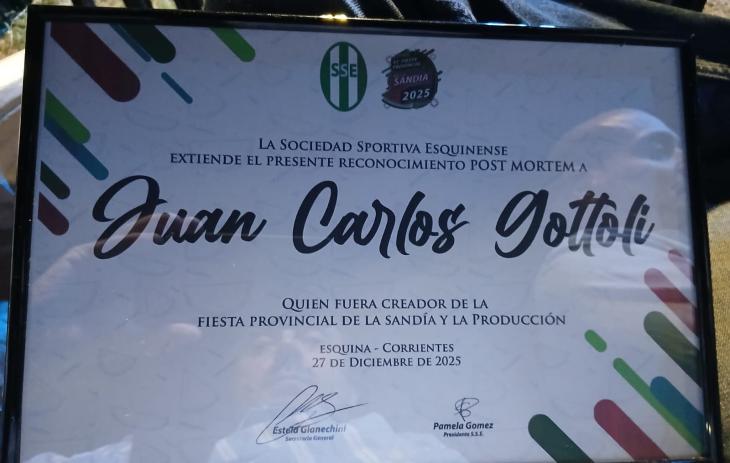 SSE
FIESTA PROVINCIAL
SANDÍA
2025
LA SOCIEDAD SPORTIVA ESQUINENSE
EXTIENDE EL PRESENTE RECONOCIMIENTO POST MORTEM A
Juan Carlos Gottoli
QUIEN FUERA CREADOR DE LA
FIESTA PROVINCIAL DE LA SANDÍA Y LA PRODUCCIÓN
ESQUINA - CORRIENTES
27 DE DICIEMBRE DE 2025
Estela Gianechini
Secretaria General
Pamela Gomez
Presidente S.S.E.